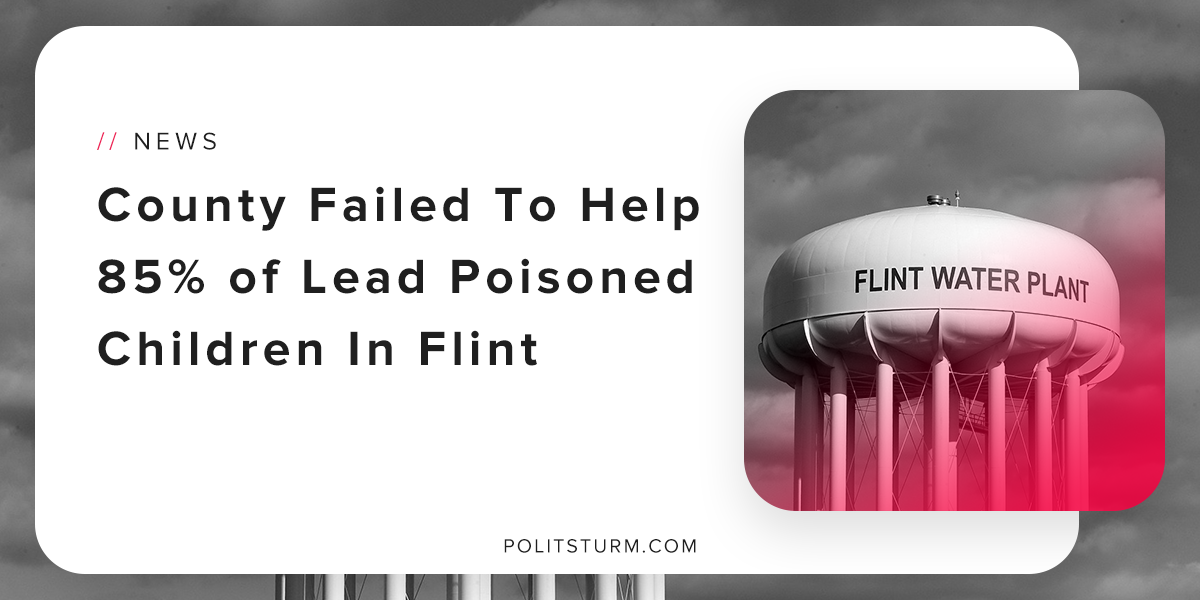 // NEWS
County Failed To Help
85% of Lead Poisoned
Children In Flint
FLINT WATER PLANT
POLITSTURM.COM